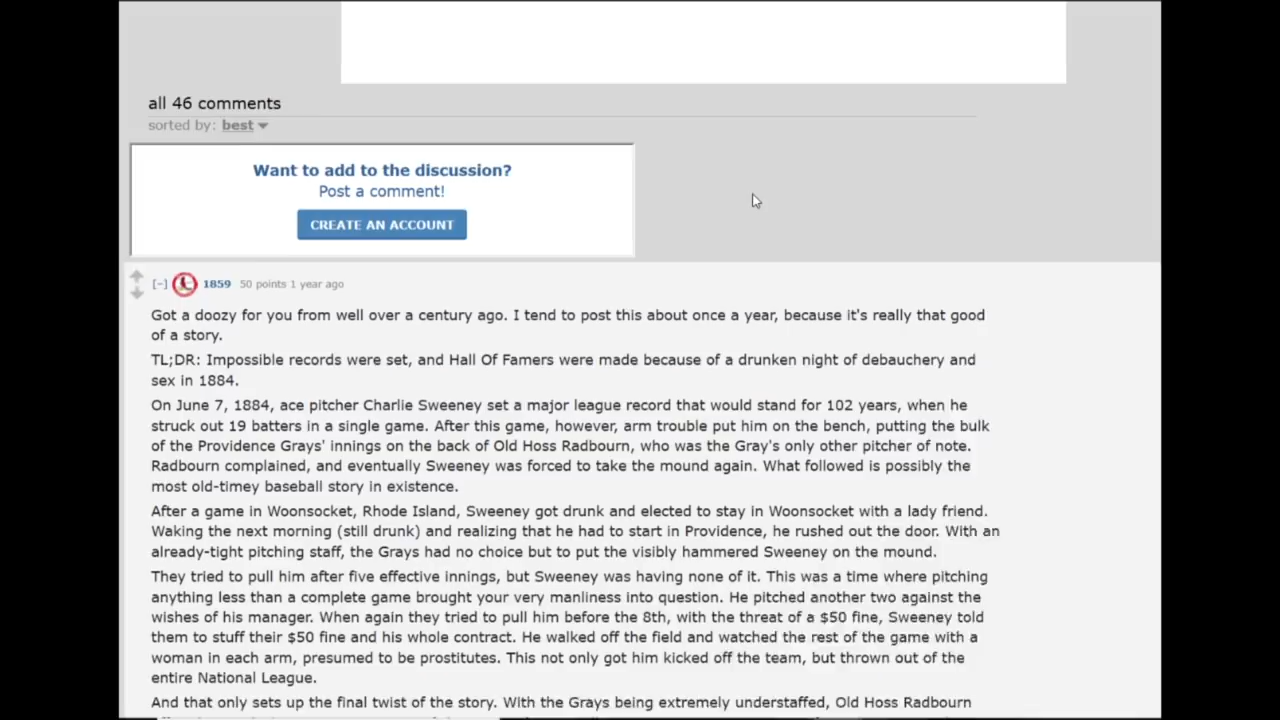 all 46 comments
sorted by: best
Want to add to the discussion?
Post a comment!
CREATE AN ACCOUNT
[-] 1859 50 points 1 year ago
Got a doozy for you from well over a century ago. I tend to post this about once a year, because it's really that good
of a story.
TL;DR: Impossible records were set, and Hall Of Famers were made because of a drunken night of debauchery and
sex in 1884.
On June 7, 1884, ace pitcher Charlie Sweeney set a major league record that would stand for 102 years, when he
struck out 19 batters in a single game. After this game, however, arm trouble put him on the bench, putting the bulk
of the Providence Grays' innings on the back of Old Hoss Radbourn, who was the Gray's only other pitcher of note.
Radbourn complained, and eventually Sweeney was forced to take the mound again. What followed is possibly the
most old-timey baseball story in existence.
After a game in Woonsocket, Rhode Island, Sweeney got drunk and elected to stay in Woonsocket with a lady friend.
Waking the next morning (still drunk) and realizing that he had to start in Providence, he rushed out the door. With an
already-tight pitching staff, the Grays had no choice but to put the visibly hammered Sweeney on the mound.
They tried to pull him after five effective innings, but Sweeney was having none of it. This was a time where pitching
anything less than a complete game brought your very manliness into question. He pitched another two against the
wishes of his manager. When again they tried to pull him before the 8th, with the threat of a $50 fine, Sweeney told
them to stuff their $50 fine and his whole contract. He walked off the field and watched the rest of the game with a
woman in each arm, presumed to be prostitutes. This not only got him kicked off the team, but thrown out of the
entire National League.
And that only sets up the final twist of the story. With the Grays being extremely understaffed, Old Hoss Radbourn